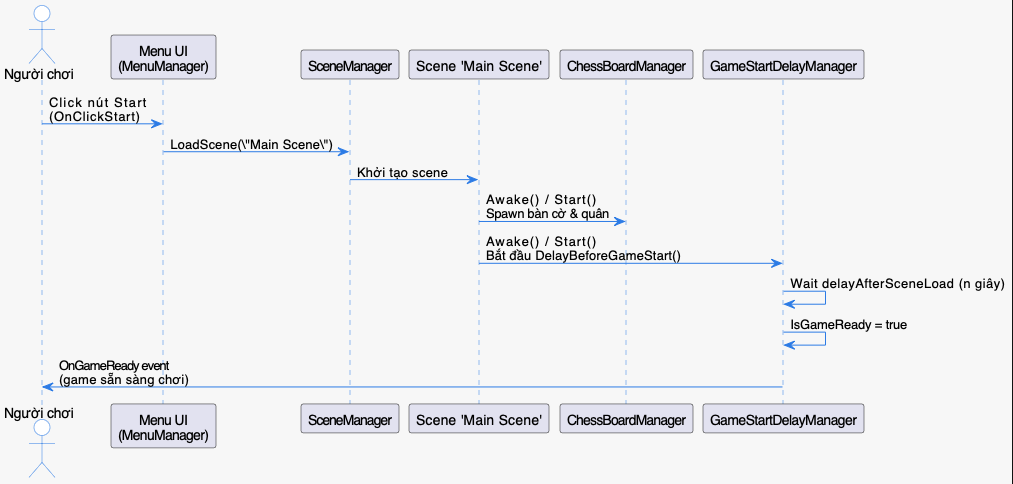 Người chơi
Menu UI
(MenuManager)
SceneManager
Scene 'Main Scene'
ChessBoardManager
GameStartDelayManager
Click nút Start
(OnClickStart)
LoadScene(\"Main Scene\")
Khởi tạo scene
Awake() / Start()
Spawn bàn cờ & quân
Awake() / Start()
Bắt đầu DelayBeforeGameStart()
Wait delayAfterSceneLoad (n giây)
IsGameReady = true
OnGameReady event
(game sẵn sàng chơi)
Người chơi
Menu UI
(MenuManager)
SceneManager
Scene 'Main Scene'
ChessBoardManager
GameStartDelayManager